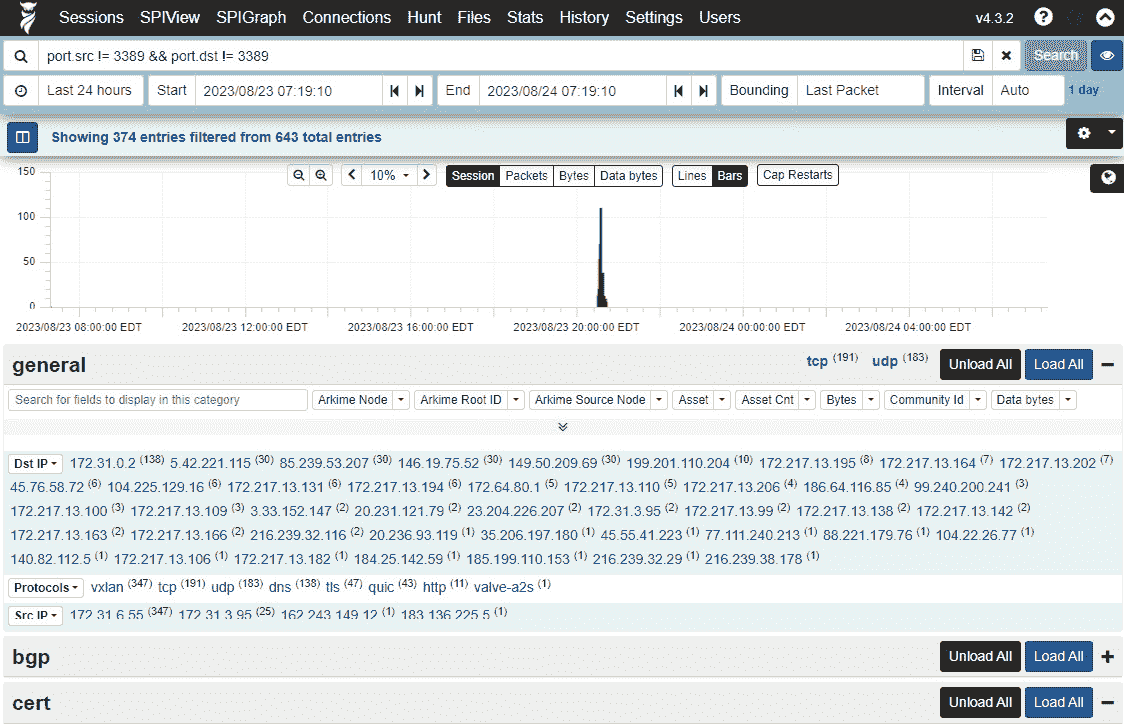 Sessions SPIView SPIGraph Connections Hunt Files Stats History Settings Users v4.3.2 ?
port.src != 3389 && port.dst != 3389 Search
Last 24 hours Start 2023/08/23 07:19:10 End 2023/08/24 07:19:10 Bounding Last Packet Interval Auto 1 day
Showing 374 entries filtered from 643 total entries
10% Session Packets Bytes Data bytes Lines Bars Cap Restarts
150
100
50
0
2023/08/23 08:00:00 EDT 2023/08/23 12:00:00 EDT 2023/08/23 16:00:00 EDT 2023/08/23 20:00:00 EDT 2023/08/24 00:00:00 EDT 2023/08/24 04:00:00 EDT
general tcp (191) udp (183) Unload All Load All
Search for fields to display in this category Arkime Node Arkime Root ID Arkime Source Node Asset Asset Cnt Bytes Community Id Data bytes
Dst IP 172.31.0.2 (138) 5.42.221.115 (30) 85.239.53.207 (30) 146.19.75.52 (30) 149.50.209.69 (30) 199.201.110.204 (10) 172.217.13.195 (8) 172.217.13.164 (7) 172.217.13.202 (7)
45.76.58.72 (6) 104.225.129.16 (6) 172.217.13.131 (6) 172.217.13.194 (6) 172.64.80.1 (5) 172.217.13.110 (5) 172.217.13.206 (4) 186.64.116.85 (4) 99.240.200.241 (3)
172.217.13.100 (3) 172.217.13.109 (3) 3.33.152.147 (2) 20.231.121.79 (2) 23.204.226.207 (2) 172.31.3.95 (2) 172.217.13.99 (2) 172.217.13.138 (2) 172.217.13.142 (2)
172.217.13.163 (2) 172.217.13.166 (2) 216.239.32.116 (2) 20.236.93.119 (1) 35.206.197.180 (1) 45.55.41.223 (1) 77.111.240.213 (1) 88.221.179.76 (1) 104.22.26.77 (1)
140.82.112.5 (1) 172.217.13.106 (1) 172.217.13.182 (1) 184.25.142.59 (1) 185.199.110.153 (1) 216.239.32.29 (1) 216.239.38.178 (1)
Protocols vxlan (347) tcp (191) udp (183) dns (138) tls (47) quic (43) http (11) valve-a2s (1)
Src IP 172.31.6.55 (347) 172.31.3.95 (25) 162.243.149.12 (1) 183.136.225.5 (1)
bgp Unload All Load All
cert Unload All Load All